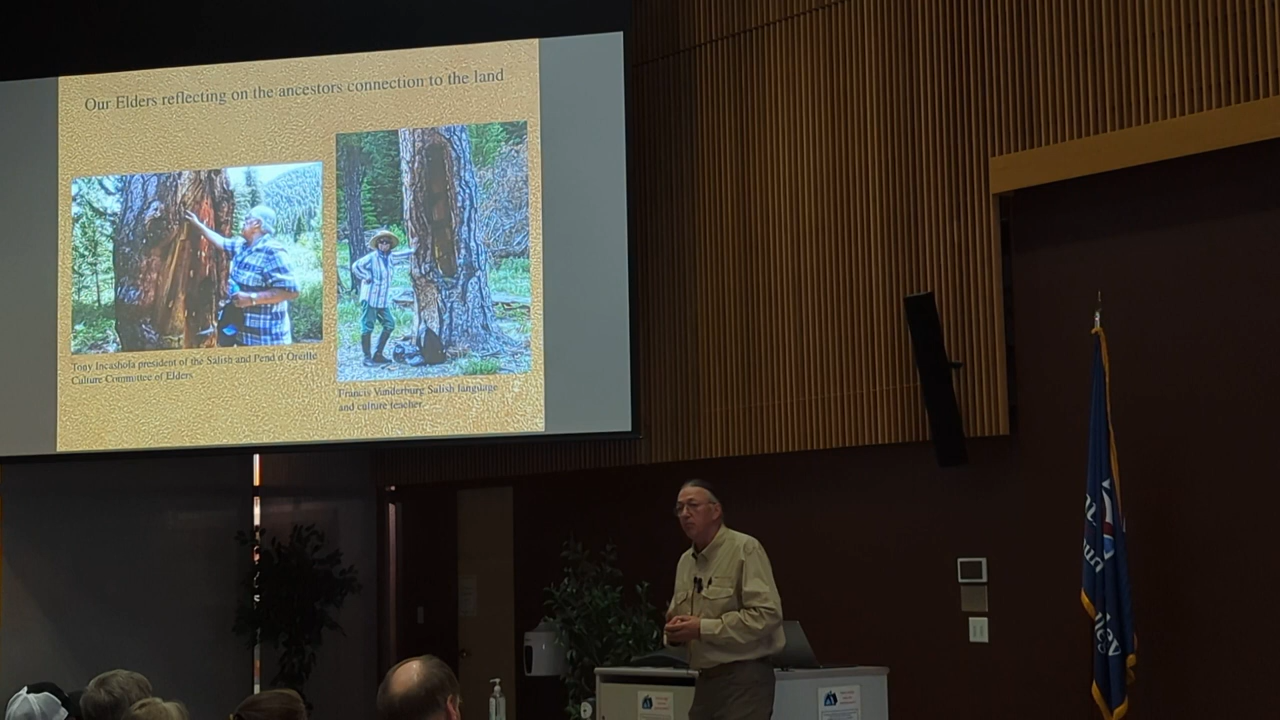 Our Elders reflecting on the ancestors connection to the land
Tony Incashola president of the Salish and Pend d'Oreille
Culture Committee of Elders
Francis Vanderburg Salish language
and culture teacher